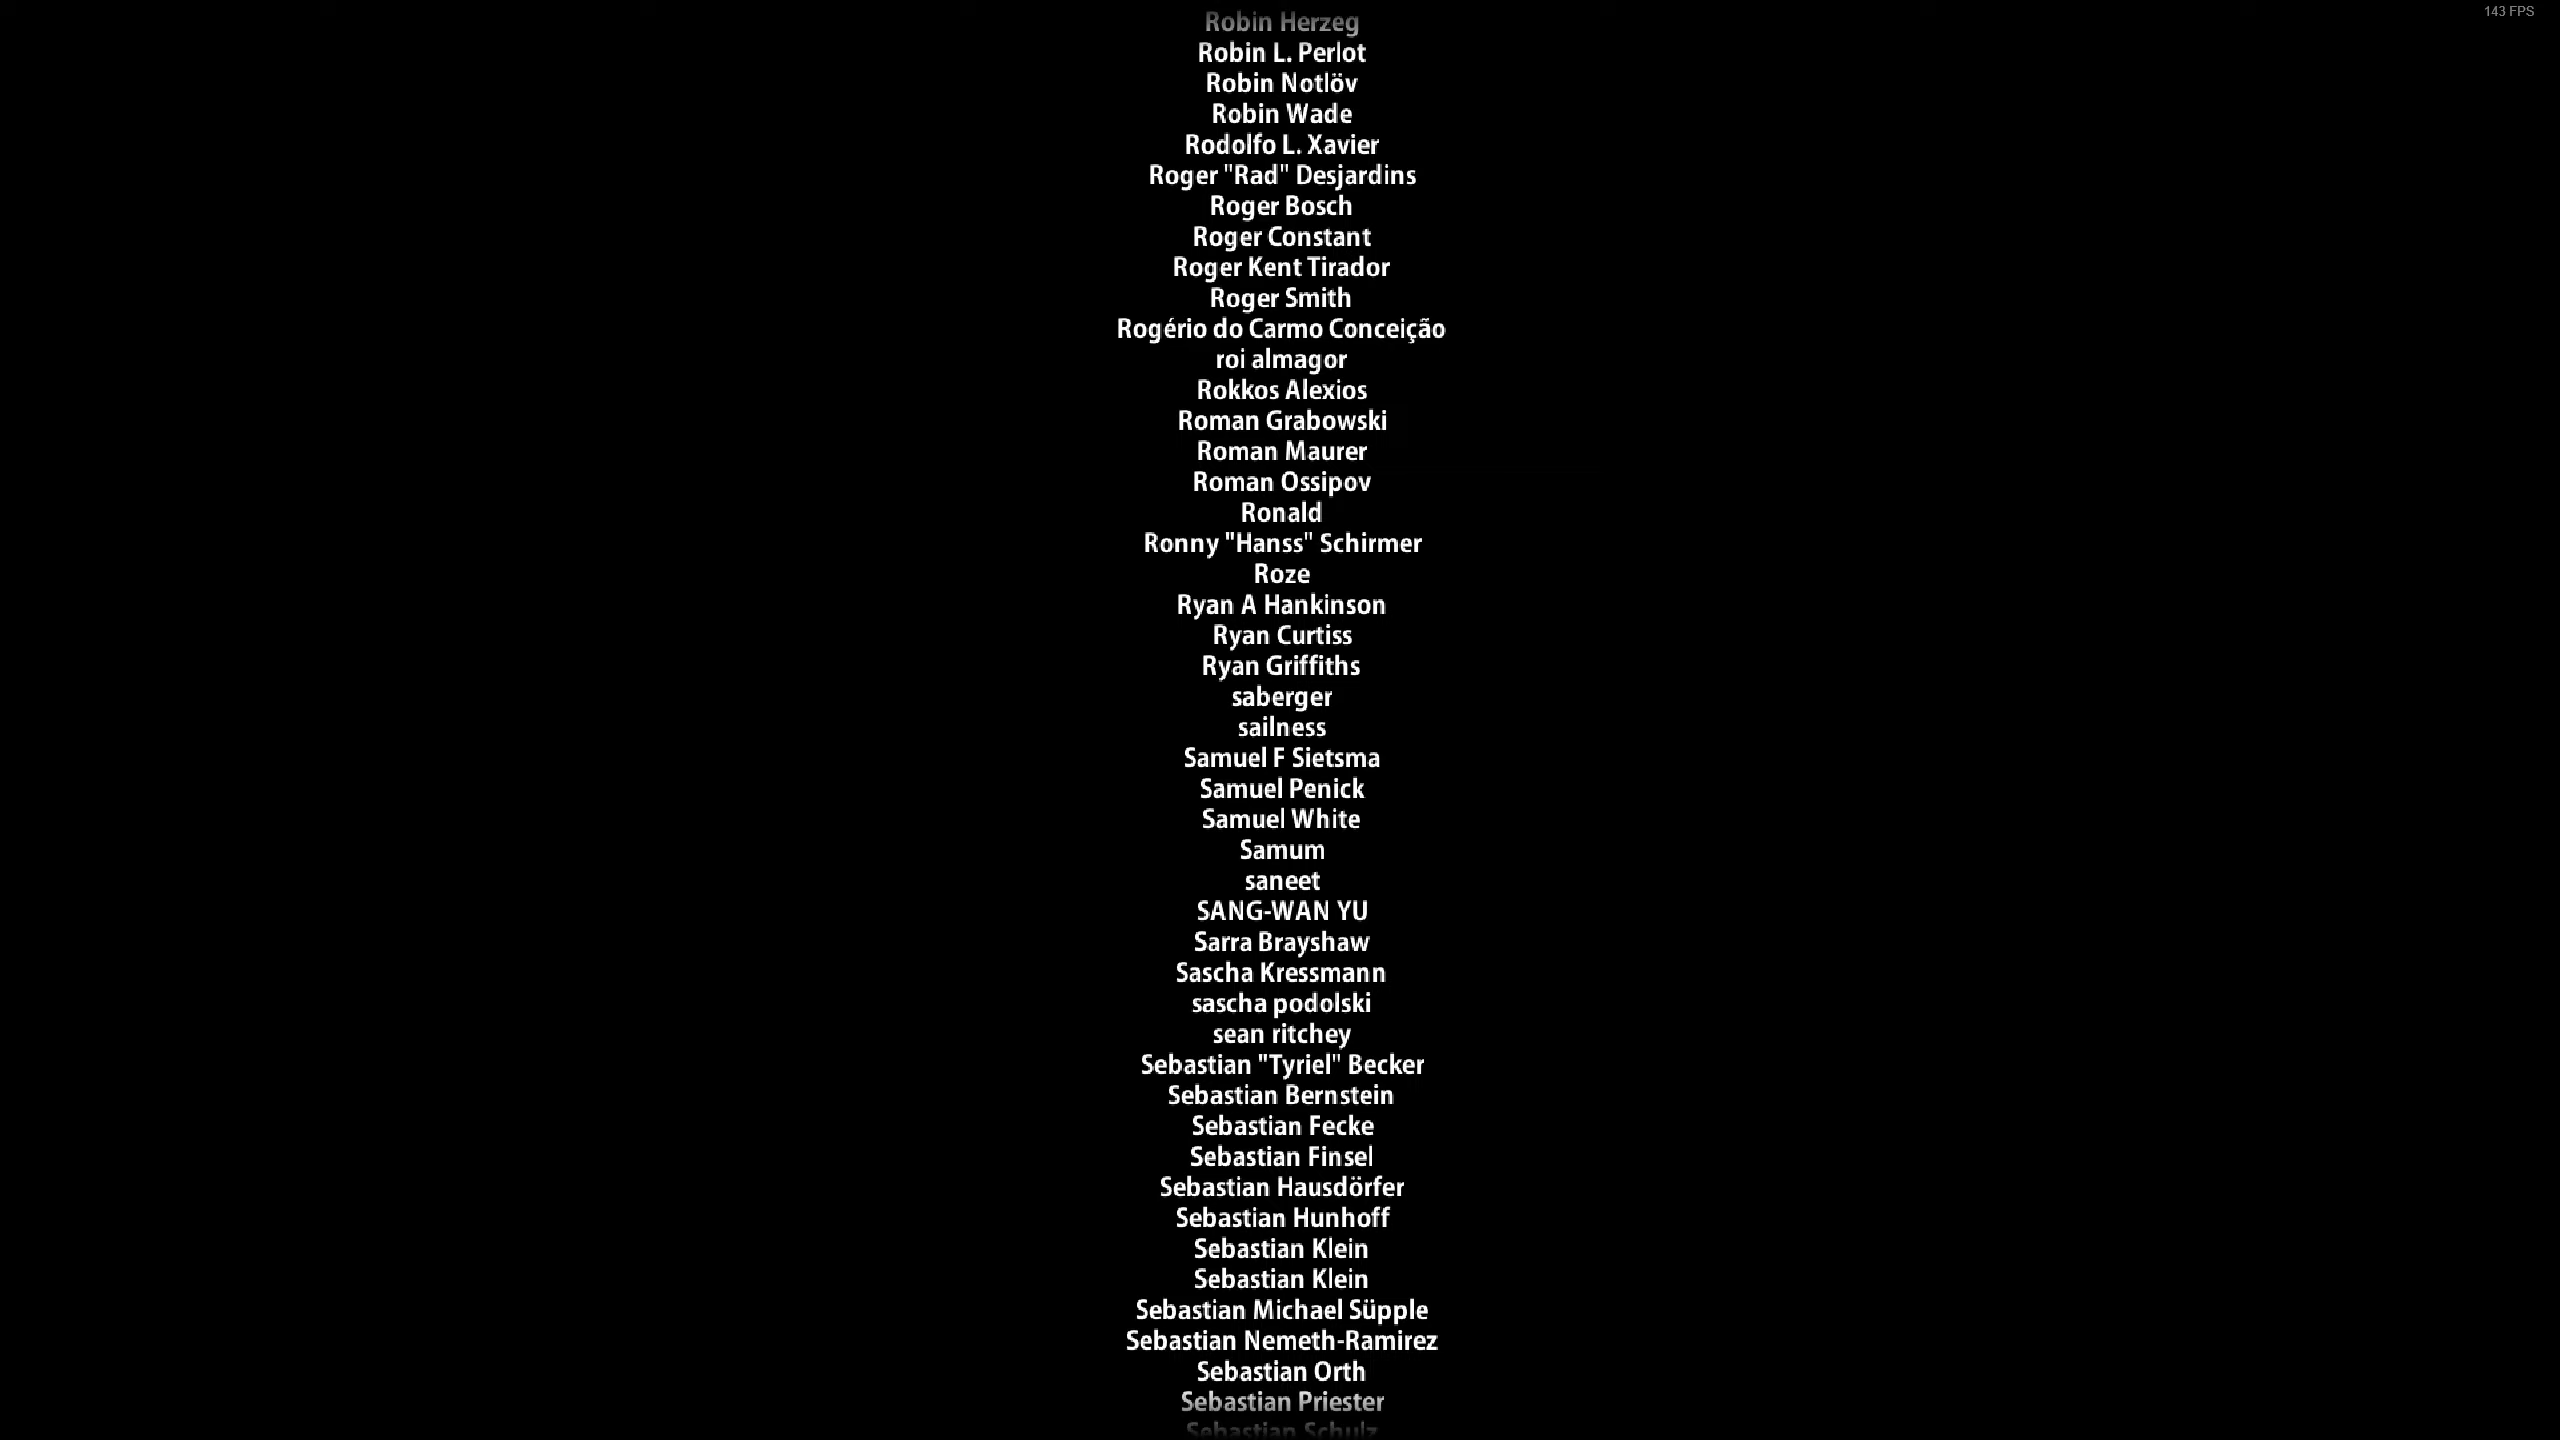 143 FPS
Robin Herzeg
Robin L. Perlot
Robin Notlöv
Robin Wade
Rodolfo L. Xavier
Roger "Rad" Desjardins
Roger Bosch
Roger Constant
Roger Kent Tirador
Roger Smith
Rogério do Carmo Conceição
roi almagor
Rokkos Alexios
Roman Grabowski
Roman Maurer
Roman Ossipov
Ronald
Ronny "Hanss" Schirmer
Roze
Ryan A Hankinson
Ryan Curtiss
Ryan Griffiths
saberger
sailness
Samuel F Sietsma
Samuel Penick
Samuel White
Samum
saneet
SANG-WAN YU
Sarra Brayshaw
Sascha Kressmann
sascha podolski
sean ritchey
Sebastian "Tyriel" Becker
Sebastian Bernstein
Sebastian Fecke
Sebastian Finsel
Sebastian Hausdörfer
Sebastian Hunhoff
Sebastian Klein
Sebastian Klein
Sebastian Michael Süpple
Sebastian Nemeth-Ramirez
Sebastian Orth
Sebastian Priester
Sebastian Schulz